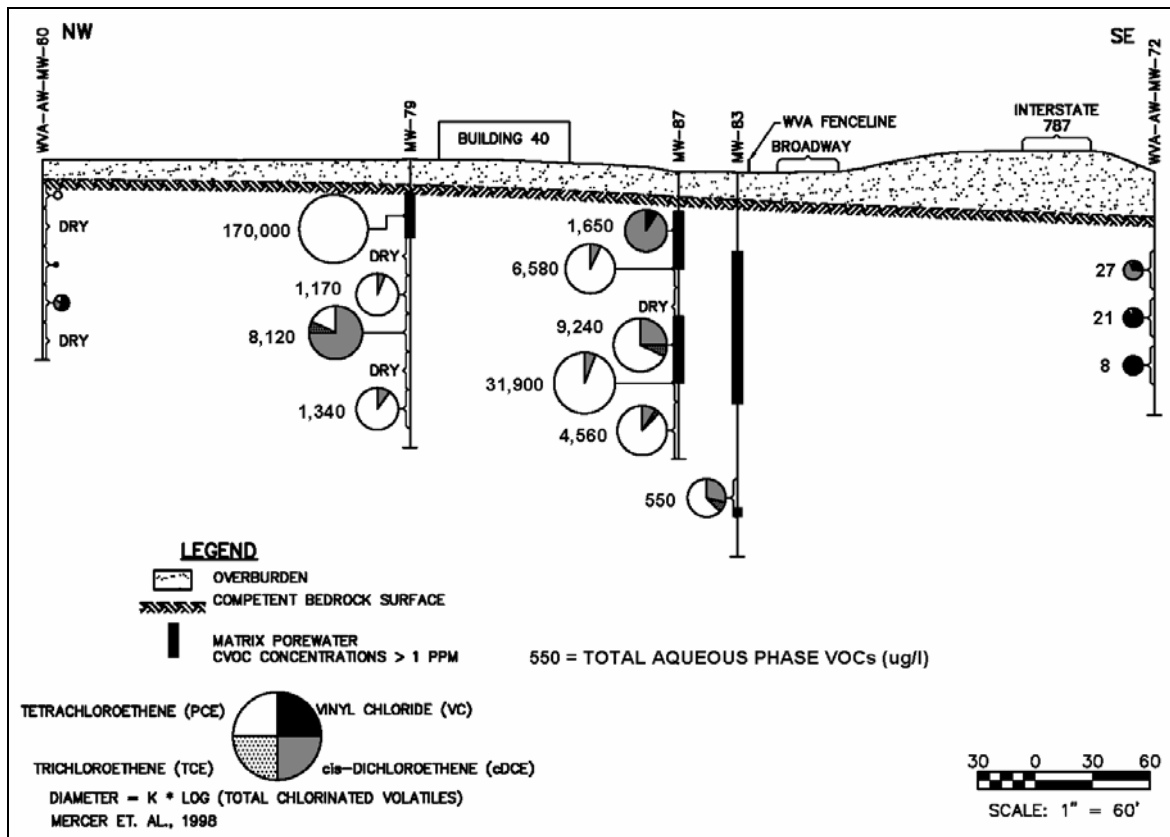 NW
SE
WVA-AW-MW-60
MW-79
BUILDING 40
MW-87
MW-83
WVA FENCELINE
BROADWAY
INTERSTATE
787
WVA-AW-MW-72
DRY
DRY
170,000
DRY
1,170
8,120
DRY
1,340
1,650
6,580
DRY
9,240
31,900
4,560
550
27
21
8
LEGEND
OVERBURDEN
COMPETENT BEDROCK SURFACE
MATRIX POREWATER
CVOC CONCENTRATIONS > 1 PPM
550 = TOTAL AQUEOUS PHASE VOCs (ug/l)
TETRACHLOROETHENE (PCE)
VINYL CHLORIDE (VC)
TRICHLOROETHENE (TCE)
cis-DICHLOROETHENE (cDCE)
DIAMETER = K * LOG (TOTAL CHLORINATED VOLATILES)
MERCER ET. AL., 1998
30 0 30 60
SCALE: 1" = 60'